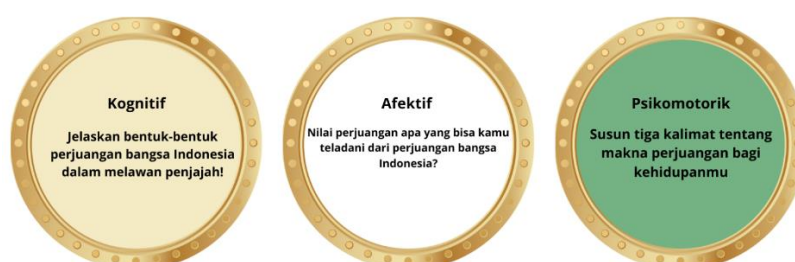 Kognitif
Jelaskan bentuk-bentuk
perjuangan bangsa Indonesia
dalam melawan penjajah!
Afektif
Nilai perjuangan apa yang bisa kamu
teladani dari perjuangan bangsa
Indonesia?
Psikomotorik
Susun tiga kalimat tentang
makna perjuangan bagi
kehidupanmu